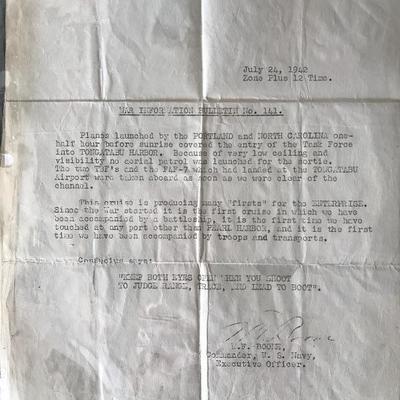 July 24, 1942
Zone Plus 12 Time.
WAR INFORMATION BULLETIN No. 141.
Planes launched by the PORTLAND and NORTH CAROLINA one-
half hour before sunrise covered the entry of the Task Force
into TONGATABU HARBOR. Because of very low ceiling and
visibility no aerial patrol was launched for the sortie.
The two TBF's and the F4F-7 which had landed at the TONGATABU
Airport were taken aboard as soon as we were clear of the
channel.
This cruise is producing many "firsts" for the ENTERPRISE.
Since the war started it is the first cruise in which we have
been accompanied by a battleship, it is the first time we have
touched at any port other than PEARL HARBOR, and it is the first
time we have been accompanied by troops and transports.
Confucius says:
"KEEP BOTH EYES OPEN WHEN YOU SHOOT
TO JUDGE RANGE, TRACK, AND LEAD TO BOOT".
W.F. BOONE,
Commander, U. S. Navy,
Executive Officer.